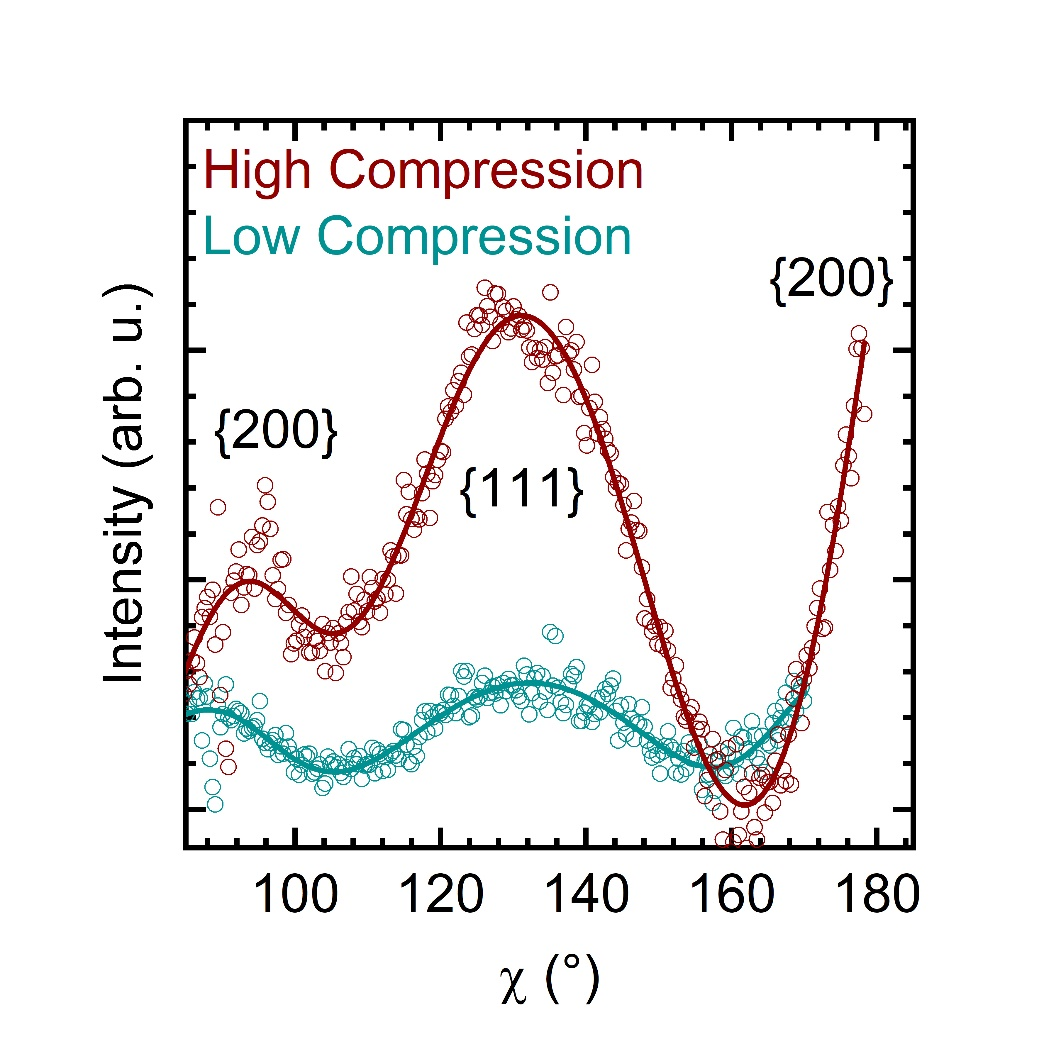 High Compression
Low Compression
{200}
{200}
{111}
Intensity (arb. u.)
100 120 140 160 180
χ (°)